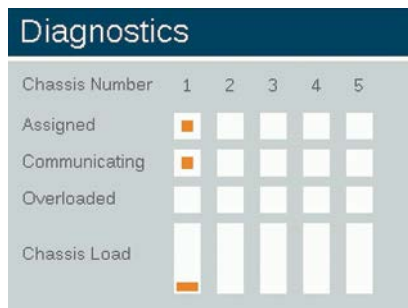 Diagnostics
Chassis Number 1 2 3 4 5
Assigned
Communicating
Overloaded
Chassis Load